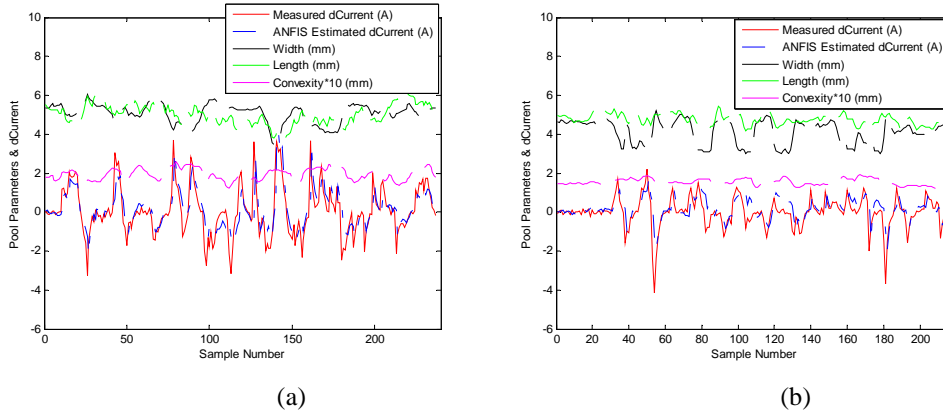 10
8
6
4
2
0
-2
-4
-6
Pool Parameters & dCurrent
0
50
100
150
200
Sample Number
Measured dCurrent (A)
ANFIS Estimated dCurrent (A)
Width (mm)
Length (mm)
Convexity*10 (mm)
(a)
10
8
6
4
2
0
-2
-4
-6
Pool Parameters & dCurrent
0
20
40
60
80
100
120
140
160
180
200
Sample Number
Measured dCurrent (A)
ANFIS Estimated dCurrent (A)
Width (mm)
Length (mm)
Convexity*10 (mm)
(b)